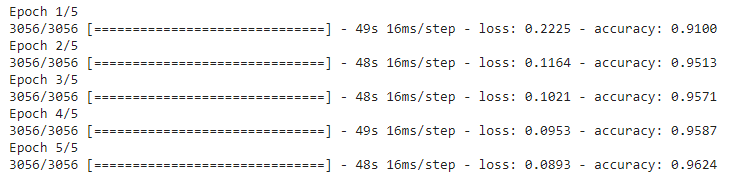 Epoch 1/5
3056/3056 [==============================] - 49s 16ms/step - loss: 0.2225 - accuracy: 0.9100
Epoch 2/5
3056/3056 [==============================] - 48s 16ms/step - loss: 0.1164 - accuracy: 0.9513
Epoch 3/5
3056/3056 [==============================] - 48s 16ms/step - loss: 0.1021 - accuracy: 0.9571
Epoch 4/5
3056/3056 [==============================] - 49s 16ms/step - loss: 0.0953 - accuracy: 0.9587
Epoch 5/5
3056/3056 [==============================] - 48s 16ms/step - loss: 0.0893 - accuracy: 0.9624